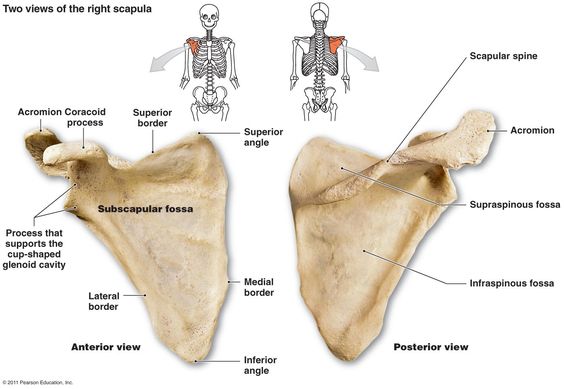 Two views of the right scapula
Scapular spine
Acromion Coracoid
process
Superior
border
Superior
angle
Acromion
Subscapular fossa
Supraspinous fossa
Process that
supports the
cup-shaped
glenoid cavity
Lateral
border
Medial
border
Infraspinous fossa
Anterior view
Inferior
angle
Posterior view
© 2011 Pearson Education, Inc.